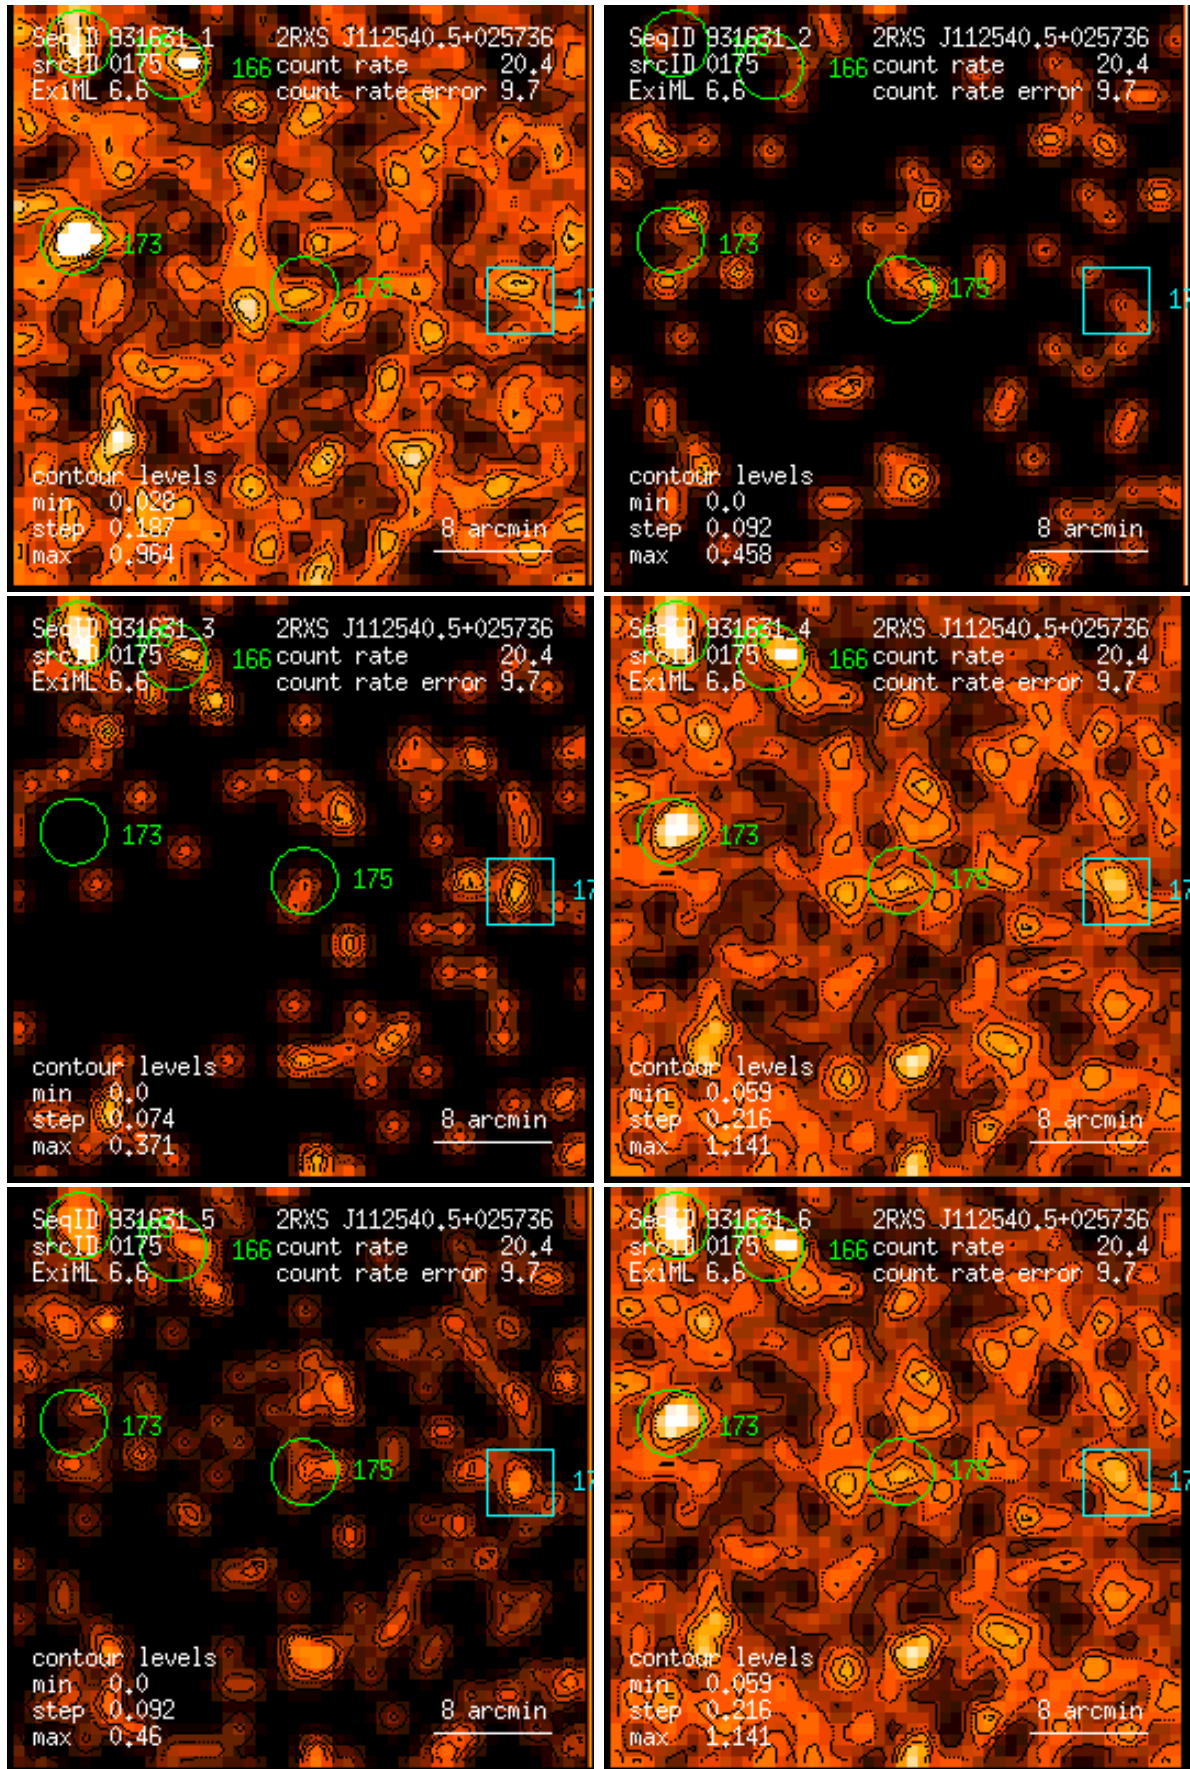 SeqID 931631_1 2RXS J112540.5+025736
srcID 0175 166 count rate 20.4
ExiML 6.6 count rate error 9.7
173
175
17
contour levels
min 0.028
step 0.187
max 0.964
8 arcmin
SeqID 931631_2 2RXS J112540.5+025736
srcID 0175 166 count rate 20.4
ExiML 6.6 count rate error 9.7
173
175
17
contour levels
min 0.0
step 0.092
max 0.458
8 arcmin
SeqID 931631_3 2RXS J112540.5+025736
srcID 0175 166 count rate 20.4
ExiML 6.6 count rate error 9.7
173
175
17
contour levels
min 0.0
step 0.074
max 0.371
8 arcmin
SeqID 931631_4 2RXS J112540.5+025736
srcID 0175 166 count rate 20.4
ExiML 6.6 count rate error 9.7
173
175
17
contour levels
min 0.059
step 0.216
max 1.141
8 arcmin
SeqID 931631_5 2RXS J112540.5+025736
srcID 0175 166 count rate 20.4
ExiML 6.6 count rate error 9.7
173
175
17
contour levels
min 0.0
step 0.092
max 0.46
8 arcmin
SeqID 931631_6 2RXS J112540.5+025736
srcID 0175 166 count rate 20.4
ExiML 6.6 count rate error 9.7
173
175
17
contour levels
min 0.059
step 0.216
max 1.141
8 arcmin